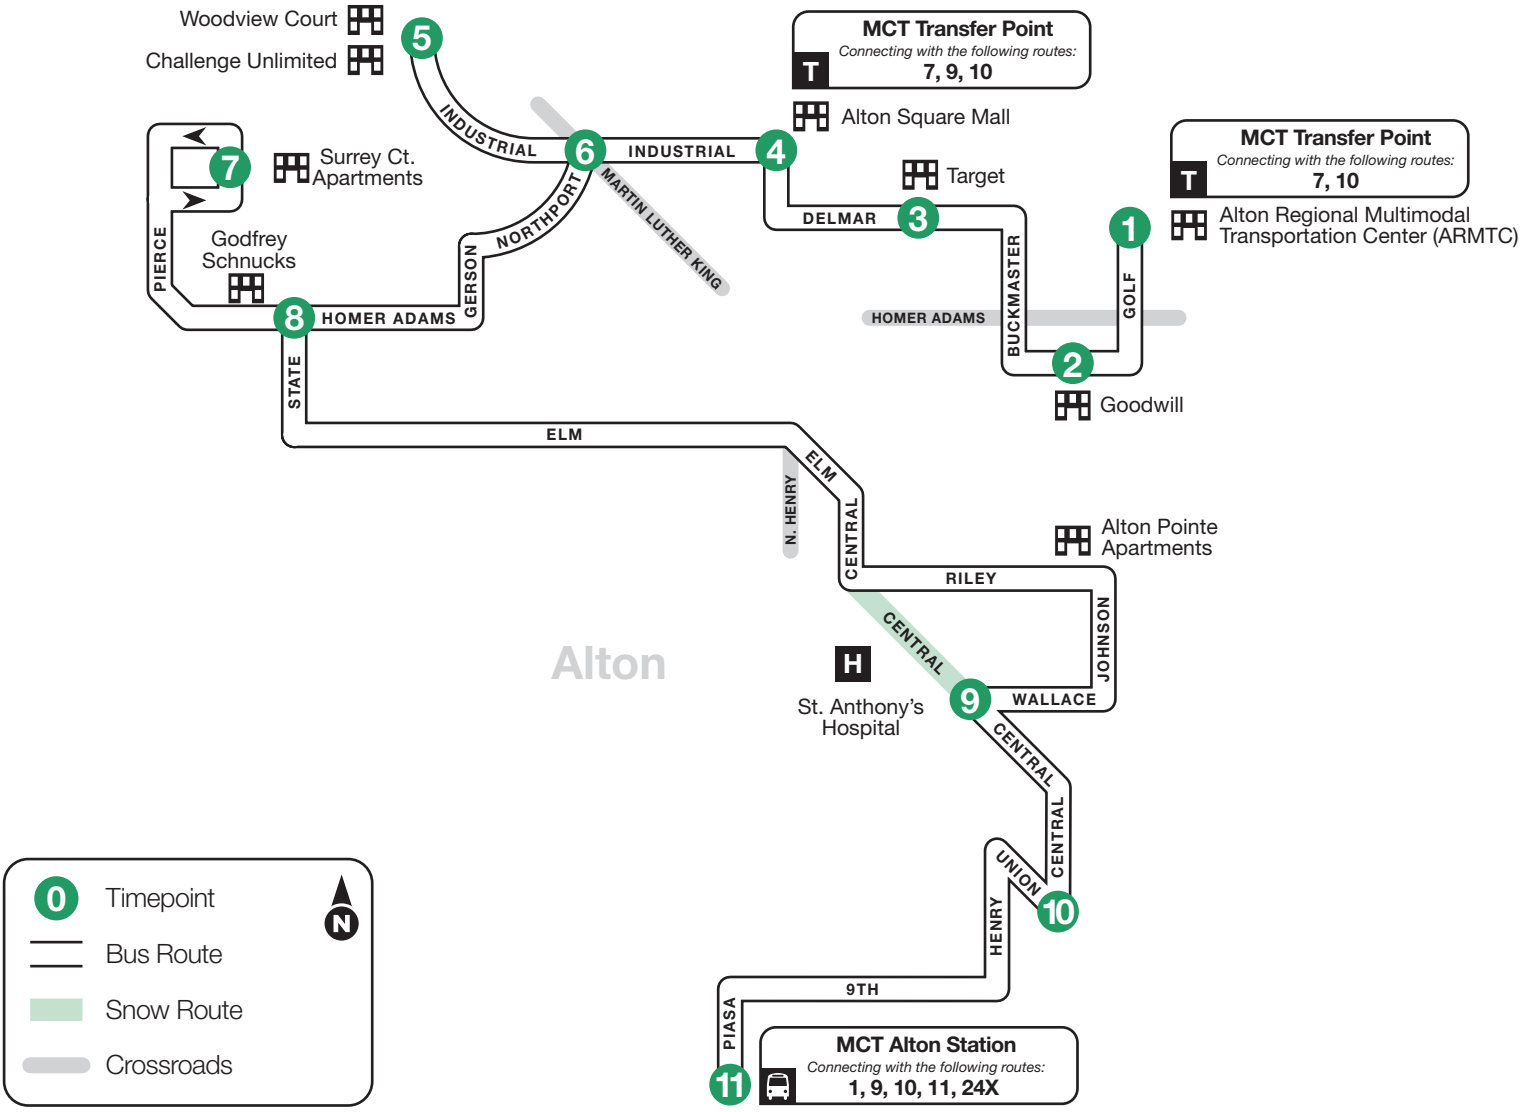 Woodview Court
Challenge Unlimited
5
MCT Transfer Point
Connecting with the following routes:
T
7, 9, 10
Alton Square Mall
MCT Transfer Point
Connecting with the following routes:
T
7, 10
Alton Regional Multimodal
Transportation Center (ARMTC)
INDUSTRIAL
6
INDUSTRIAL
4
7
Surrey Ct.
Apartments
MARTIN LUTHER KING
Target
DELMAR
3
1
NORTHPORT
Godfrey
Schnucks
PIERCE
GERSON
BUCKMASTER
GOLF
8
HOMER ADAMS
HOMER ADAMS
2
Goodwill
STATE
ELM
ELM
N. HENRY
CENTRAL
Alton Pointe
Apartments
RILEY
JOHNSON
CENTRAL
Alton
H
St. Anthony's
Hospital
9
WALLACE
CENTRAL
CENTRAL
UNION
10
HENRY
9TH
PIASA
11
MCT Alton Station
Connecting with the following routes:
1, 9, 10, 11, 24X
0
Timepoint
N
Bus Route
Snow Route
Crossroads